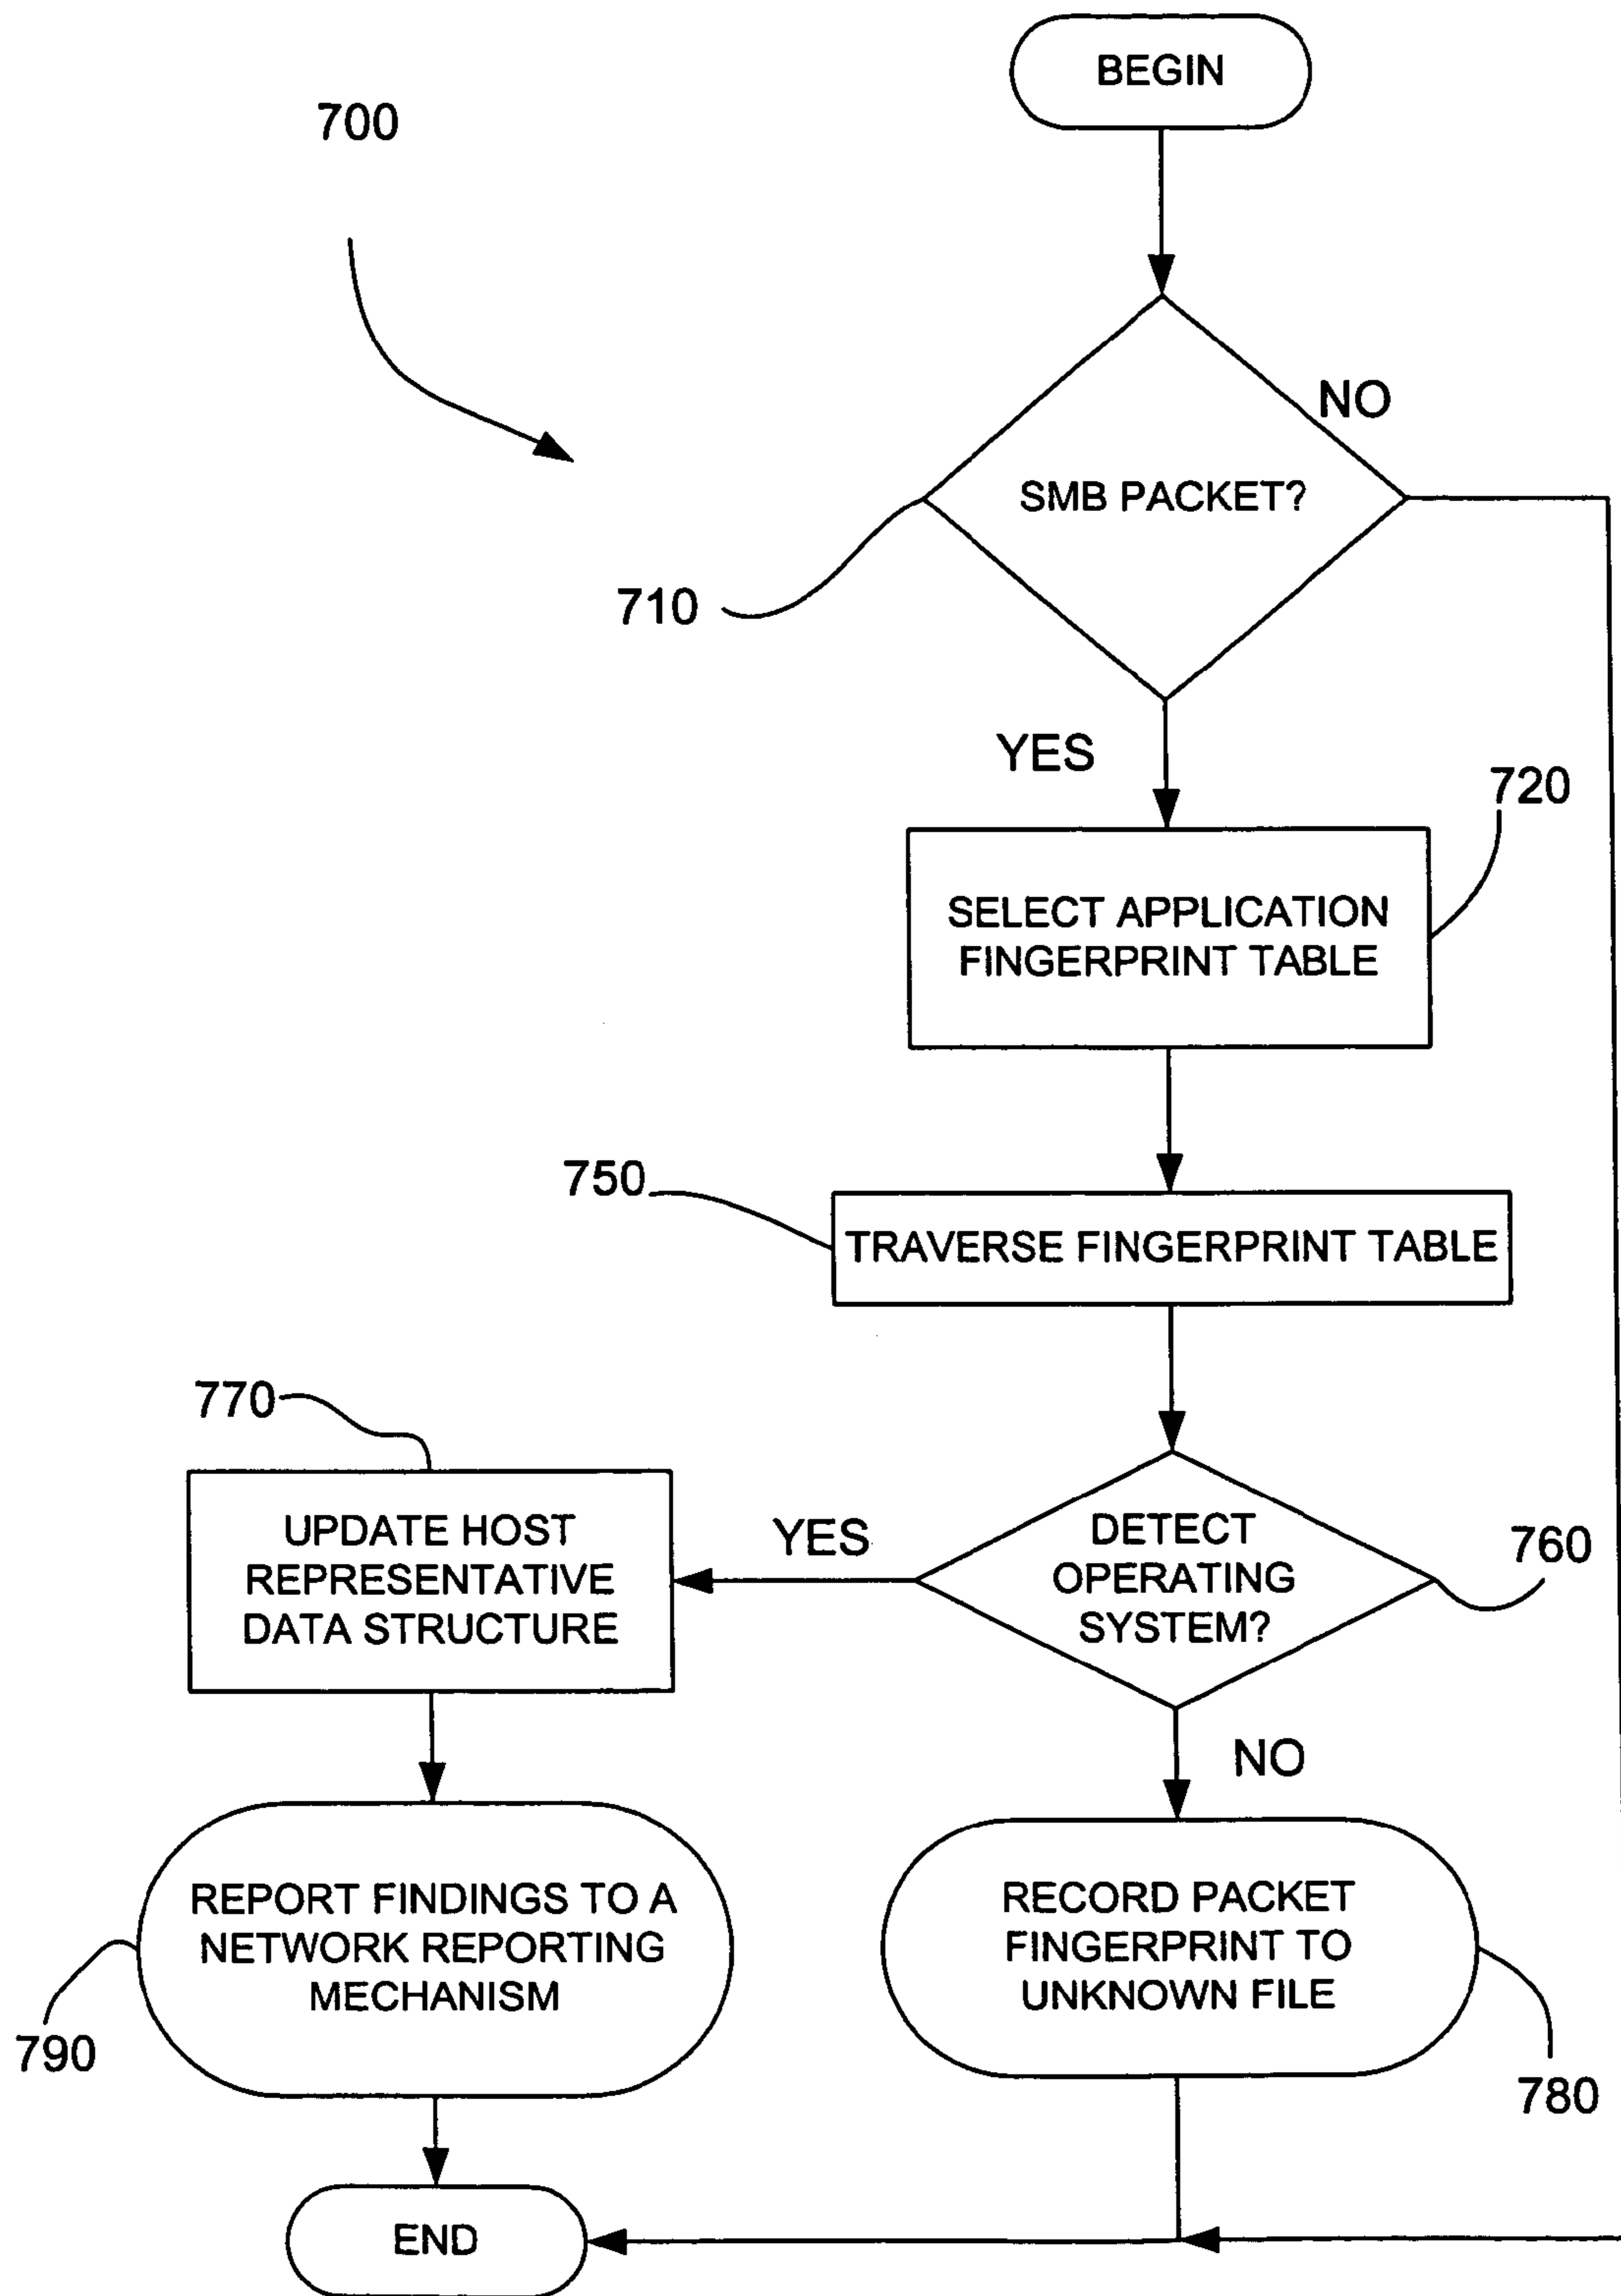 BEGIN
700
NO
SMB PACKET?
710
YES
720
SELECT APPLICATION
FINGERPRINT TABLE
750
TRAVERSE FINGERPRINT TABLE
770
UPDATE HOST
REPRESENTATIVE
DATA STRUCTURE
YES
DETECT
OPERATING
SYSTEM?
760
NO
REPORT FINDINGS TO A
NETWORK REPORTING
MECHANISM
790
RECORD PACKET
FINGERPRINT TO
UNKNOWN FILE
780
END